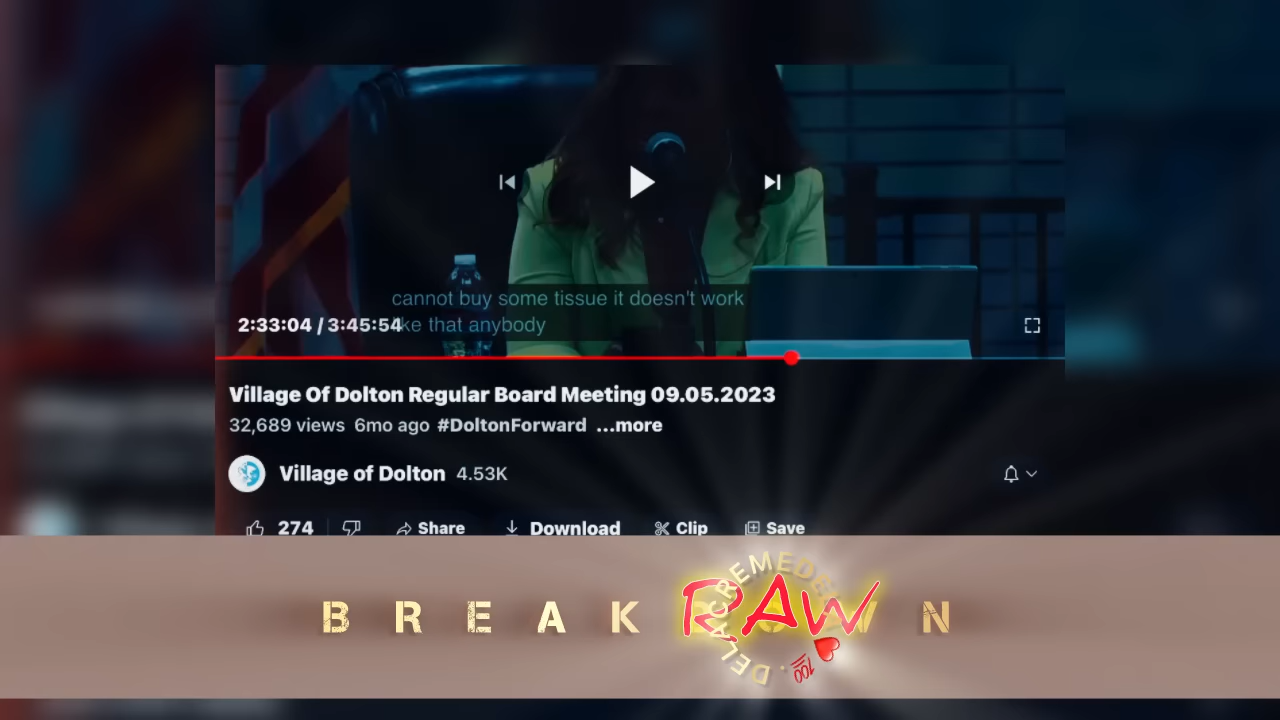 cannot buy some tissue it doesn't work
ke that anybody
2:33:04 / 3:45:54
Village Of Dolton Regular Board Meeting 09.05.2023
32,689 views 6mo ago #DoltonForward ...more
Village of Dolton 4.53K
274 Share Download Clip Save
BREAK N
RAW
100